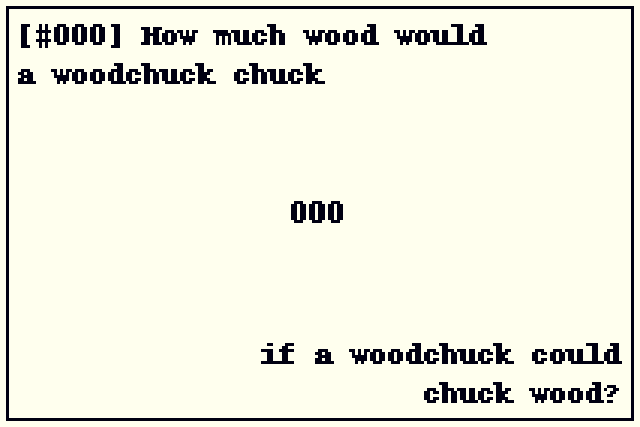 [#000] How much wood would
a woodchuck chuck
000
if a woodchuck could
chuck wood?